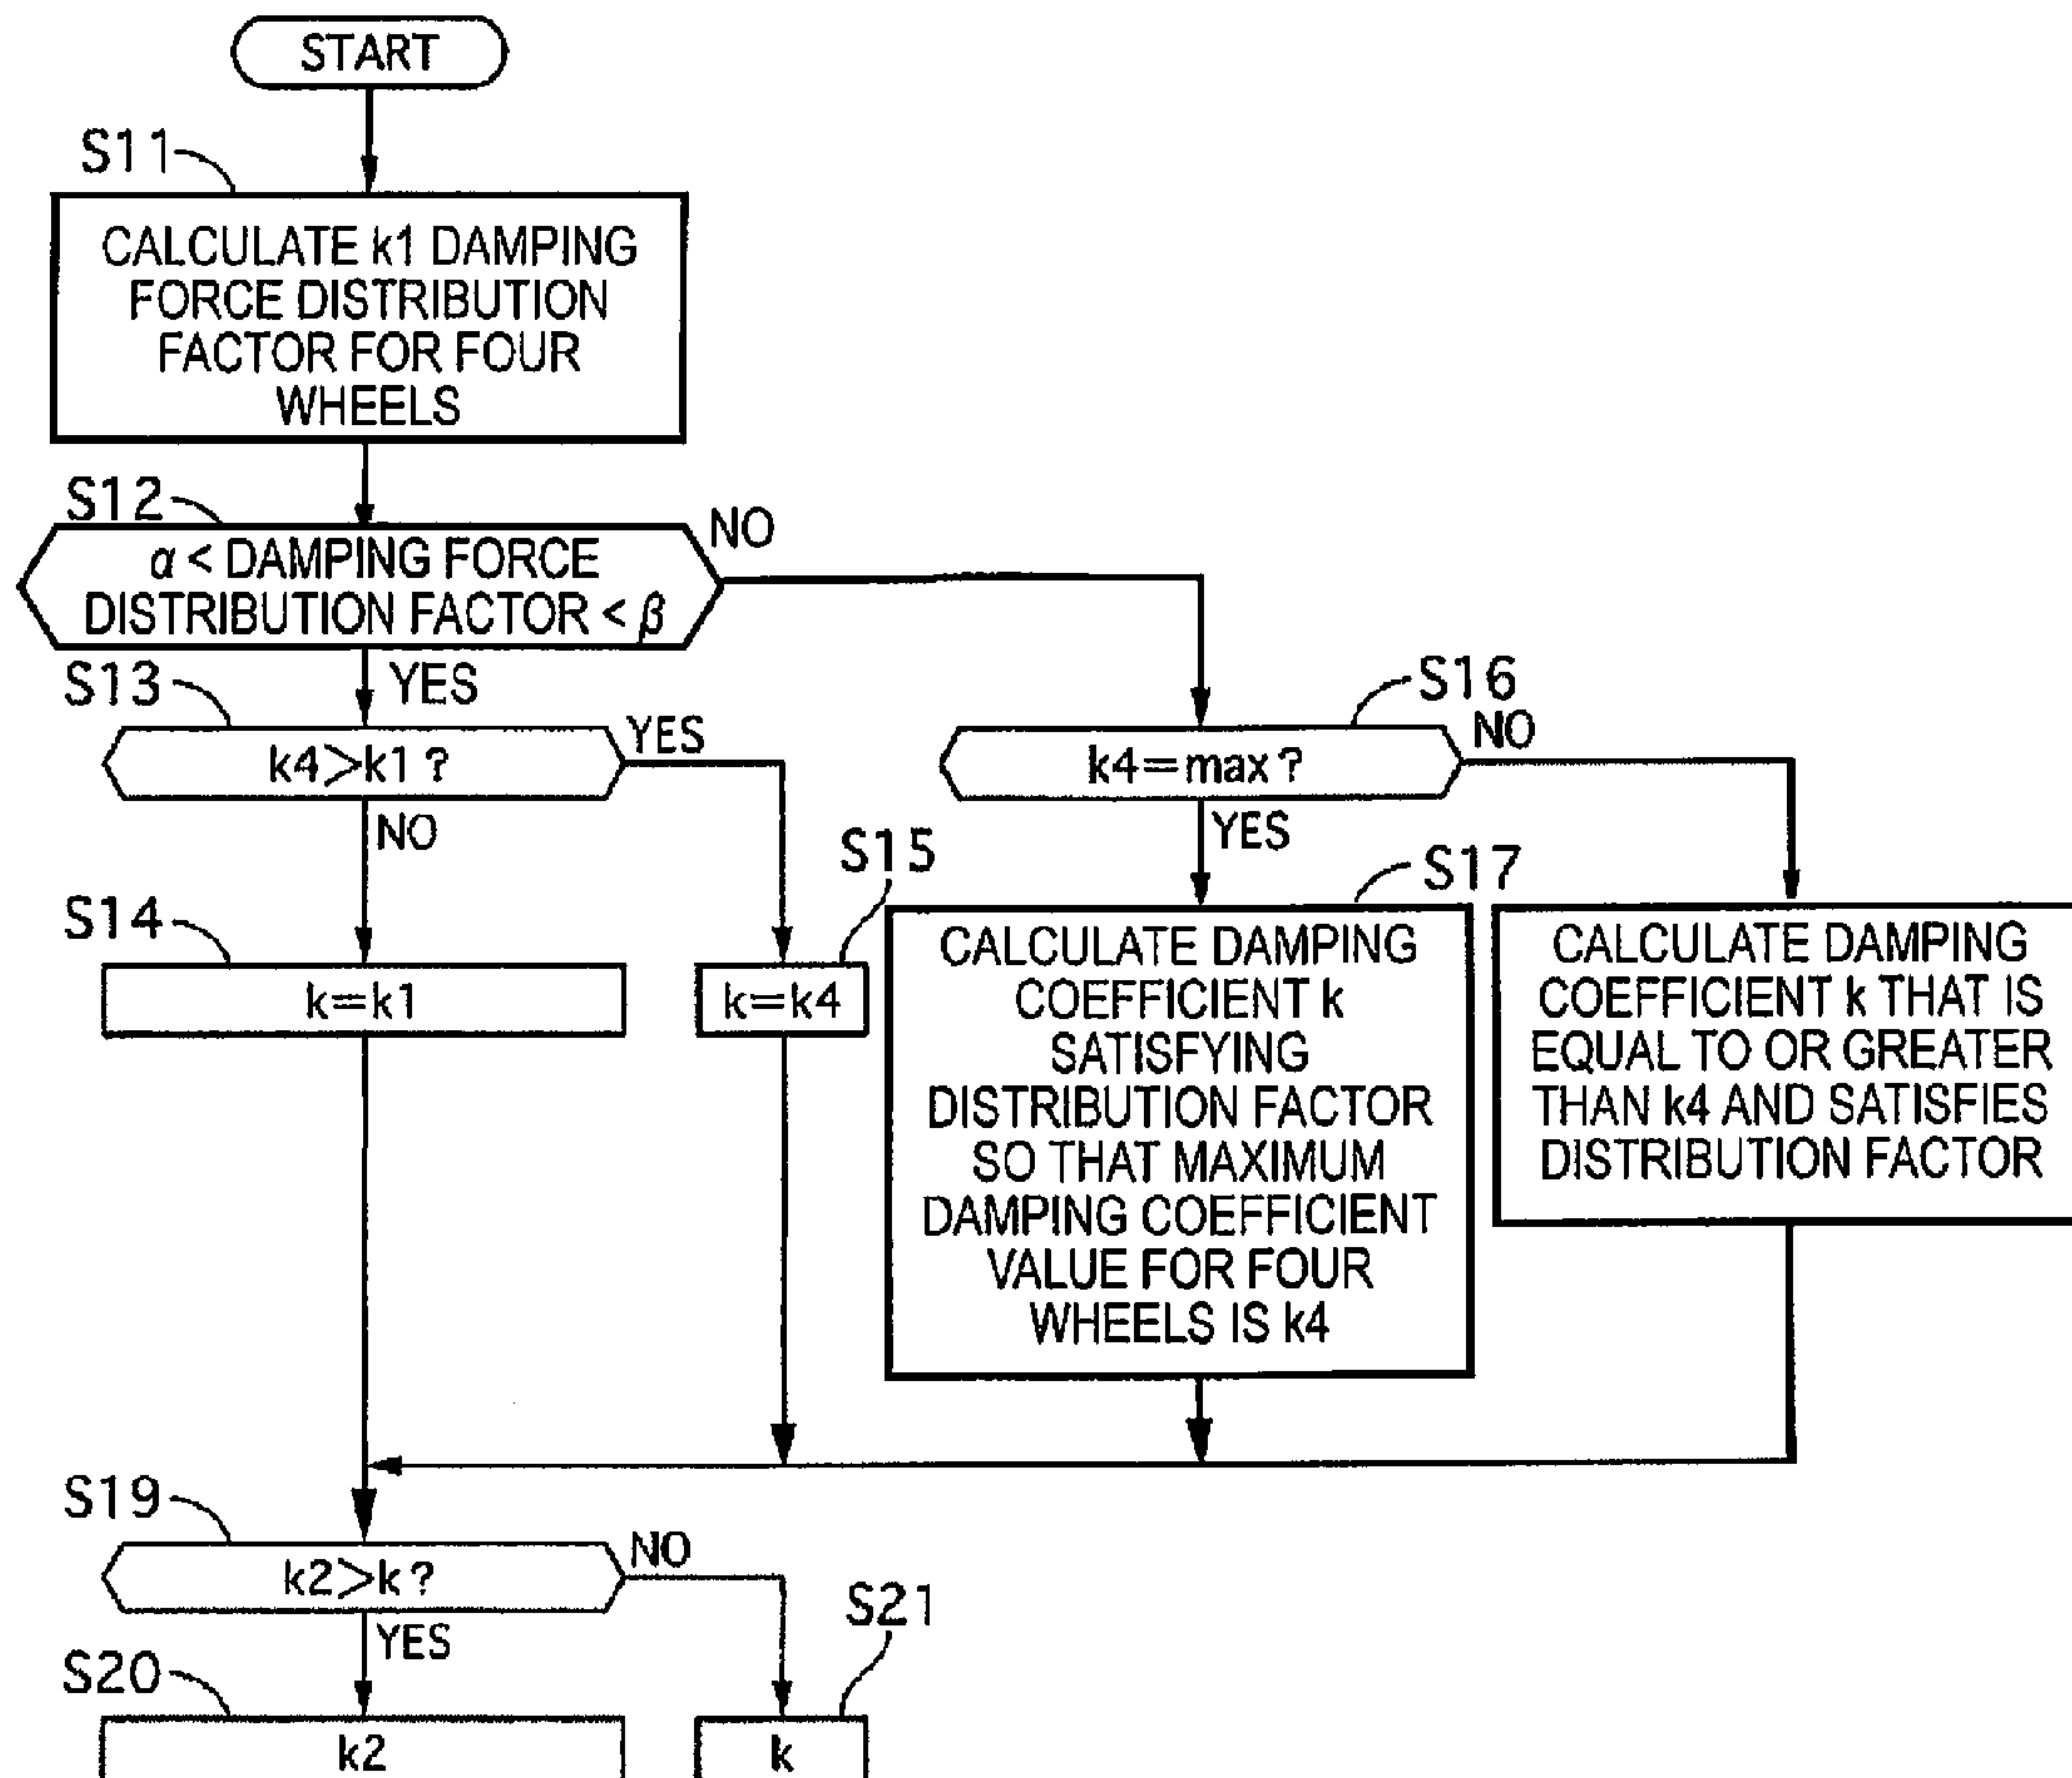 START
S11
CALCULATE k1 DAMPING
FORCE DISTRIBUTION
FACTOR FOR FOUR
WHEELS
S12
α < DAMPING FORCE
DISTRIBUTION FACTOR < β
NO
YES
S13
k4>k1?
YES
NO
S16
k4=max?
NO
YES
S14
k=k1
S15
k=k4
S17
CALCULATE DAMPING
COEFFICIENT k
SATISFYING
DISTRIBUTION FACTOR
SO THAT MAXIMUM
DAMPING COEFFICIENT
VALUE FOR FOUR
WHEELS IS k4
CALCULATE DAMPING
COEFFICIENT k THAT IS
EQUAL TO OR GREATER
THAN k4 AND SATISFIES
DISTRIBUTION FACTOR
S19
k2>k?
NO
YES
S20
k2
S21
k